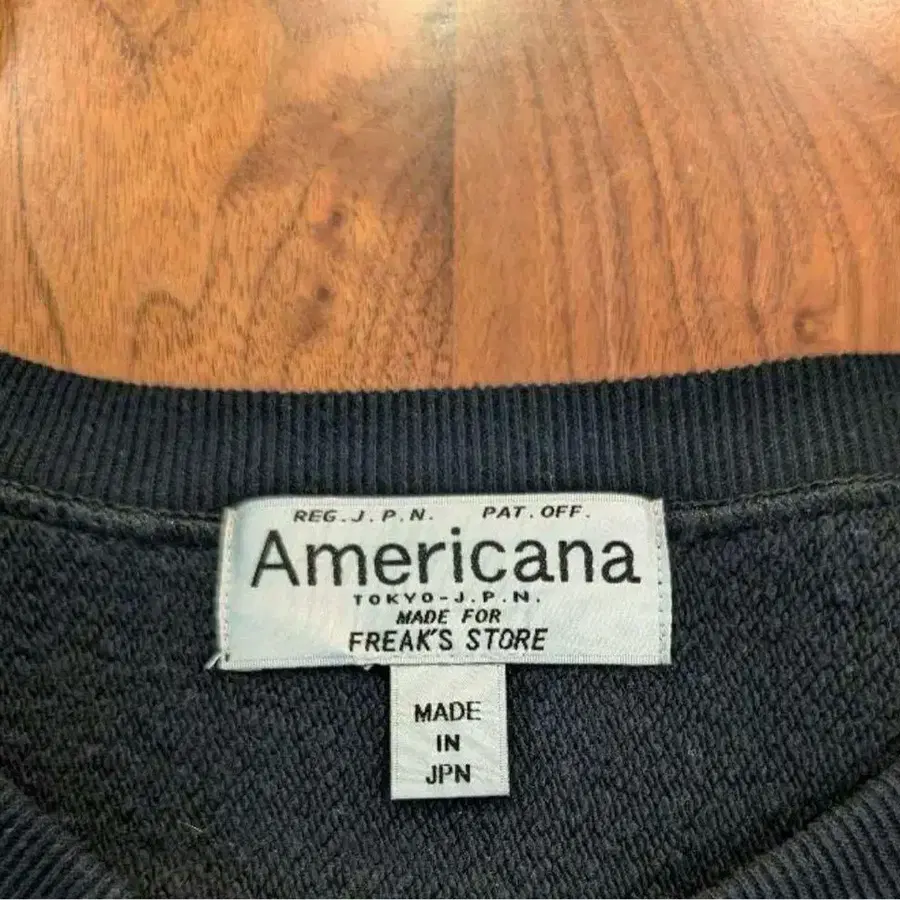 REG.J.P.N. PAT.OFF.
Americana
TOKYO-J.P.N.
MADE FOR
FREAK'S STORE
MADE
IN
JPN